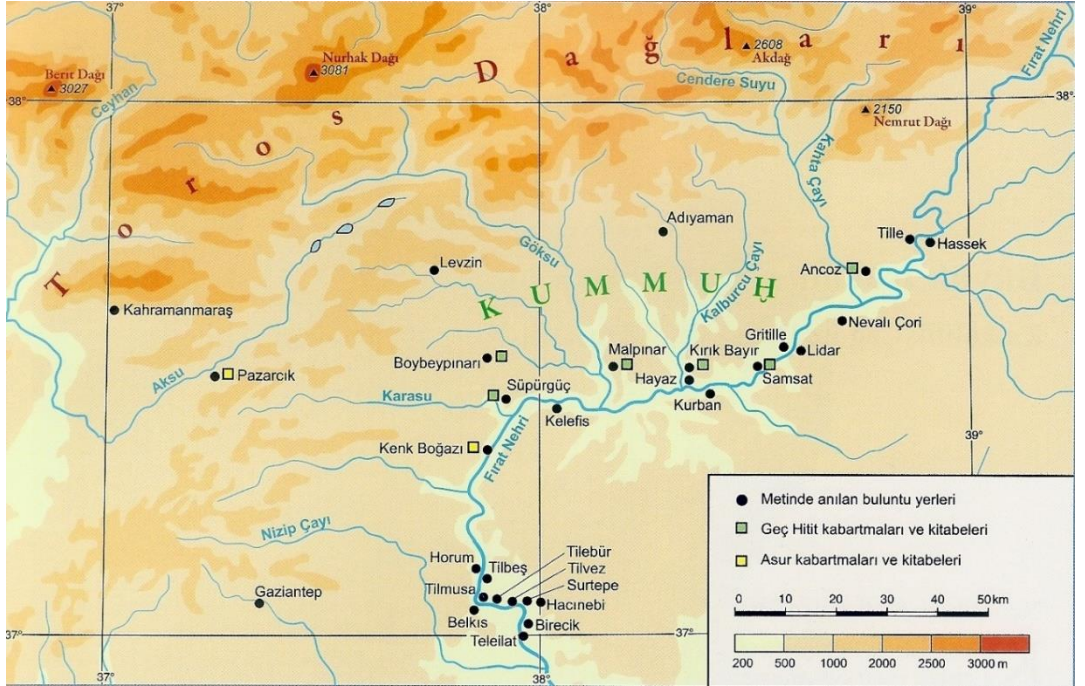 37°
38°
39°
D a ğ l a r ı
2608
Akdağ
Nurhak Dağı
3081
Berit Dağı
3027
Cendere Suyu
Fırat Nehri
Ceyhan
38°
38°
2150
Nemrut Dağı
T o r o s
Kahta Çayı
Adıyaman
Tille
Hassek
Göksu
Levzin
Ancoz
Kalburcu Çayı
K U M M U Ḫ
Kahramanmaraş
Nevalı Çori
Gritille
Malpınar
Kırık Bayır
Lidar
Boybeypınarı
Hayaz
Samsat
Pazarcık
Aksu
Süpürgüç
Karasu
Kurban
Kelefis
Kenk Boğazı
Fırat Nehri
39°
Metinde anılan buluntu yerleri
Geç Hitit kabartmaları ve kitabeleri
Asur kabartmaları ve kitabeleri
Nizip Çayı
Horum
Tilbeş
Tilebür
Tilvez
Surtepe
Tilmusa
Hacınebi
Gaziantep
Belkıs
Birecik
Teleilat
37°
37°
0 10 20 30 40 50 km
200 500 1000 2000 2500 3000 m
37°
38°